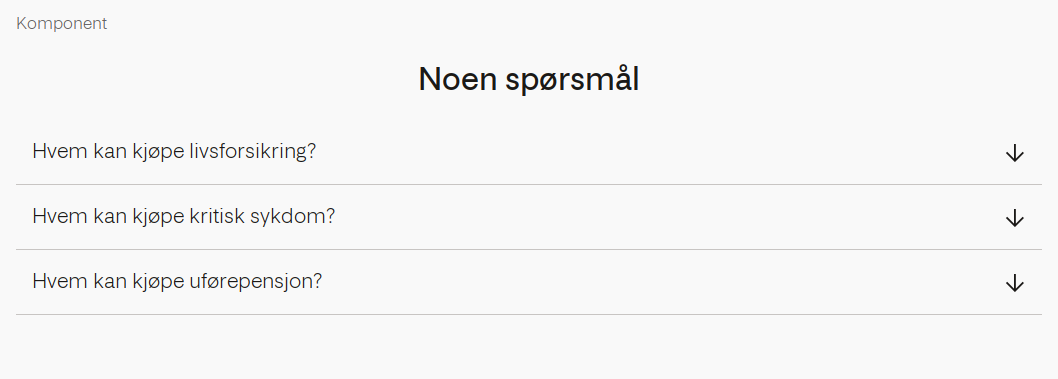 Komponent
Noen spørsmål
Hvem kan kjøpe livsforsikring?
Hvem kan kjøpe kritisk sykdom?
Hvem kan kjøpe uførepensjon?